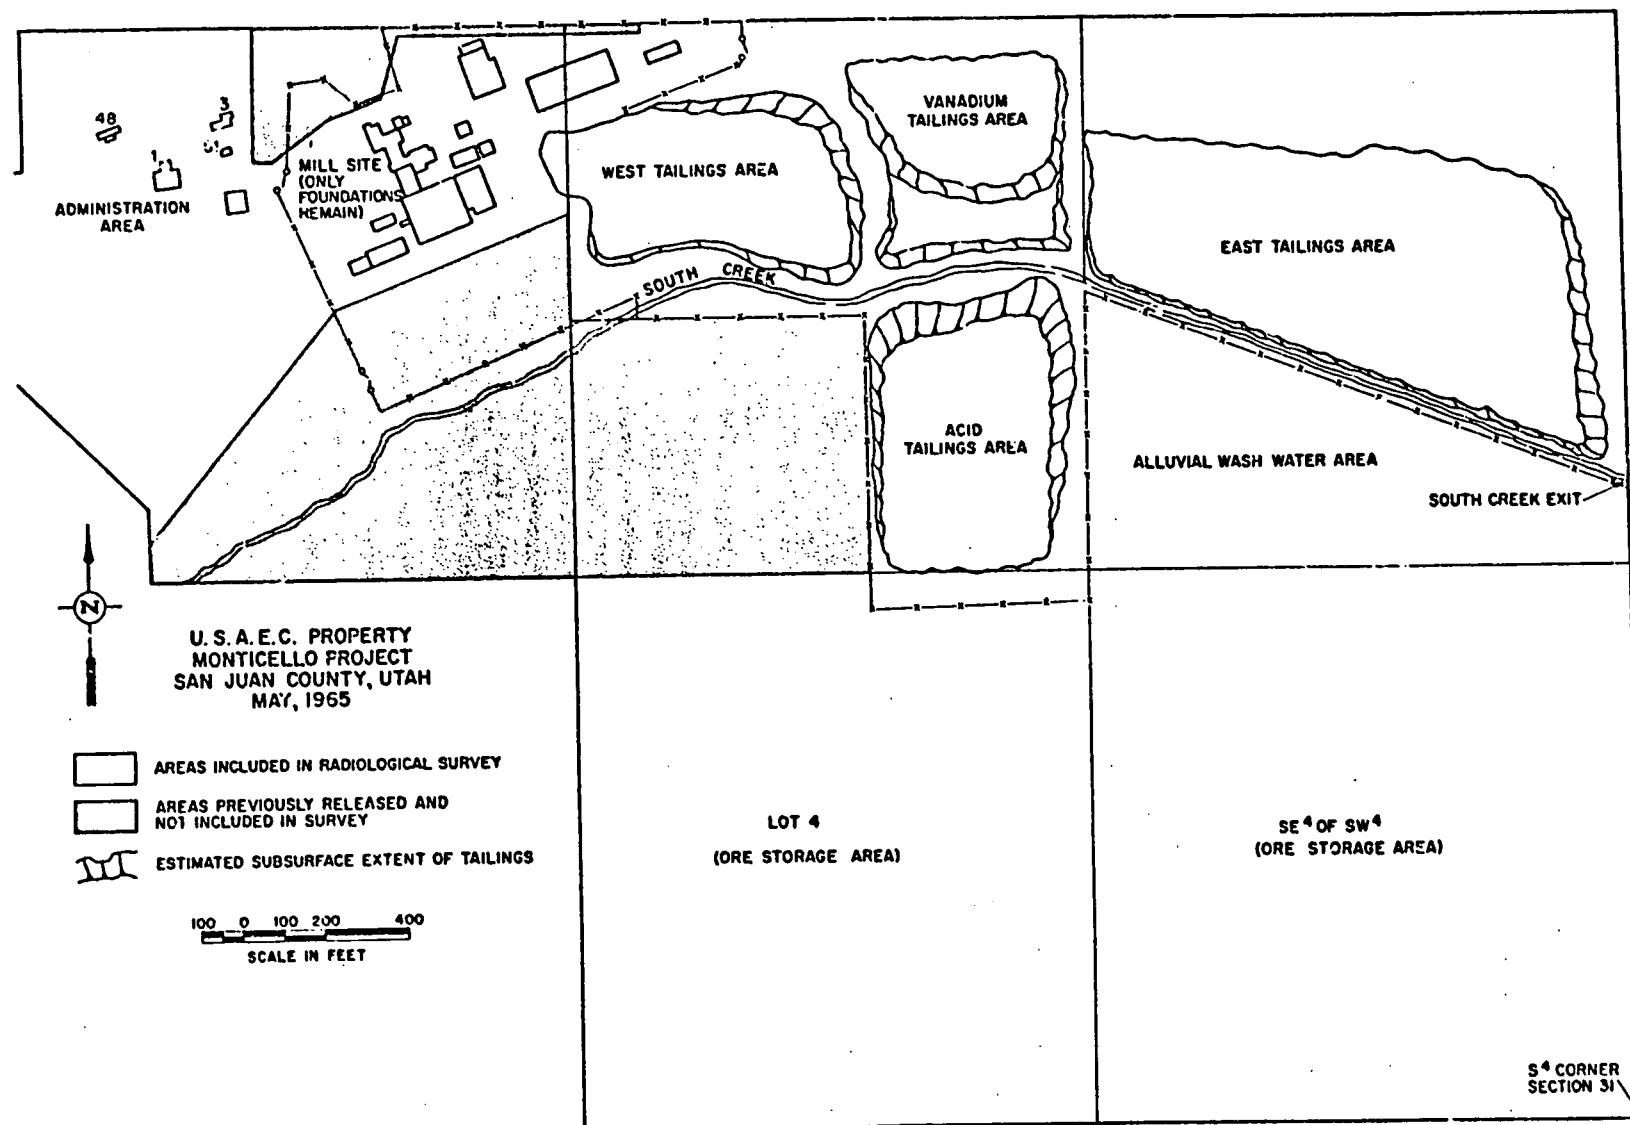 VANADIUM
TAILINGS AREA
48
3
1
MILL SITE
(ONLY
FOUNDATIONS
HEMAIN)
WEST TAILINGS AREA
ADMINISTRATION
AREA
EAST TAILINGS AREA
SOUTH CREEK
ACID
TAILINGS AREA
ALLUVIAL WASH WATER AREA
SOUTH CREEK EXIT
N
U. S. A. E. C. PROPERTY
MONTICELLO PROJECT
SAN JUAN COUNTY, UTAH
MAY, 1965
AREAS INCLUDED IN RADIOLOGICAL SURVEY
AREAS PREVIOUSLY RELEASED AND
NOT INCLUDED IN SURVEY
ESTIMATED SUBSURFACE EXTENT OF TAILINGS
100 0 100 200 400
SCALE IN FEET
LOT 4
(ORE STORAGE AREA)
SE⁴ OF SW⁴
(ORE STORAGE AREA)
S⁴ CORNER
SECTION 31